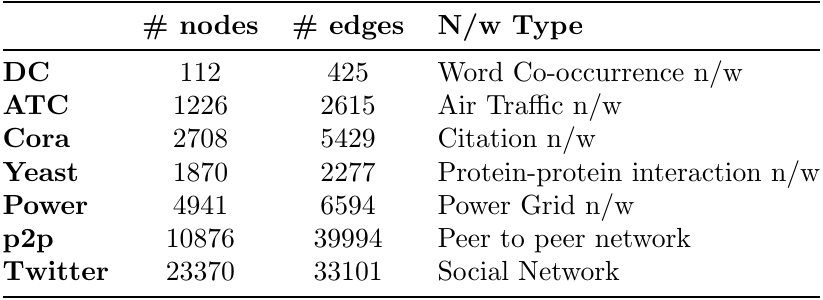 # nodes # edges N/w Type
DC 112 425 Word Co-occurrence n/w
ATC 1226 2615 Air Traffic n/w
Cora 2708 5429 Citation n/w
Yeast 1870 2277 Protein-protein interaction n/w
Power 4941 6594 Power Grid n/w
p2p 10876 39994 Peer to peer network
Twitter 23370 33101 Social Network